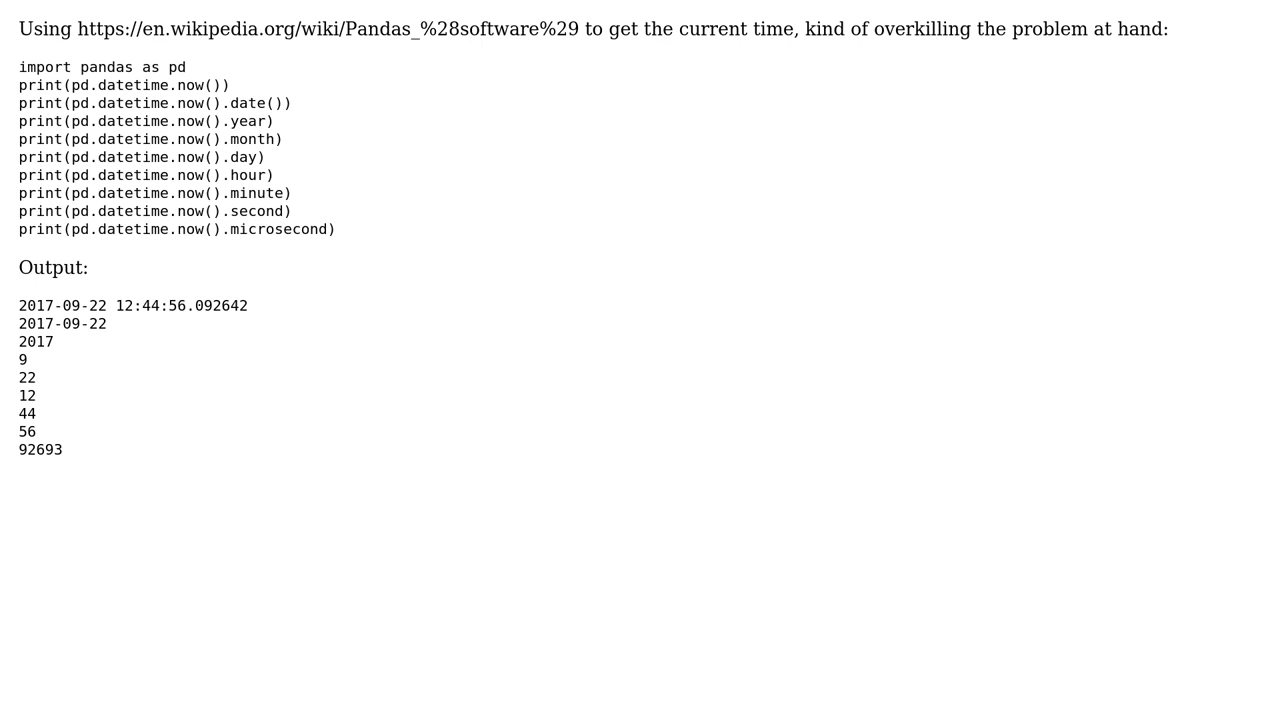 Using https://en.wikipedia.org/wiki/Pandas_%28software%29 to get the current time, kind of overkilling the problem at hand:
import pandas as pd
print(pd.datetime.now())
print(pd.datetime.now().date())
print(pd.datetime.now().year)
print(pd.datetime.now().month)
print(pd.datetime.now().day)
print(pd.datetime.now().hour)
print(pd.datetime.now().minute)
print(pd.datetime.now().second)
print(pd.datetime.now().microsecond)
Output:
2017-09-22 12:44:56.092642
2017-09-22
2017
9
22
12
44
56
92693